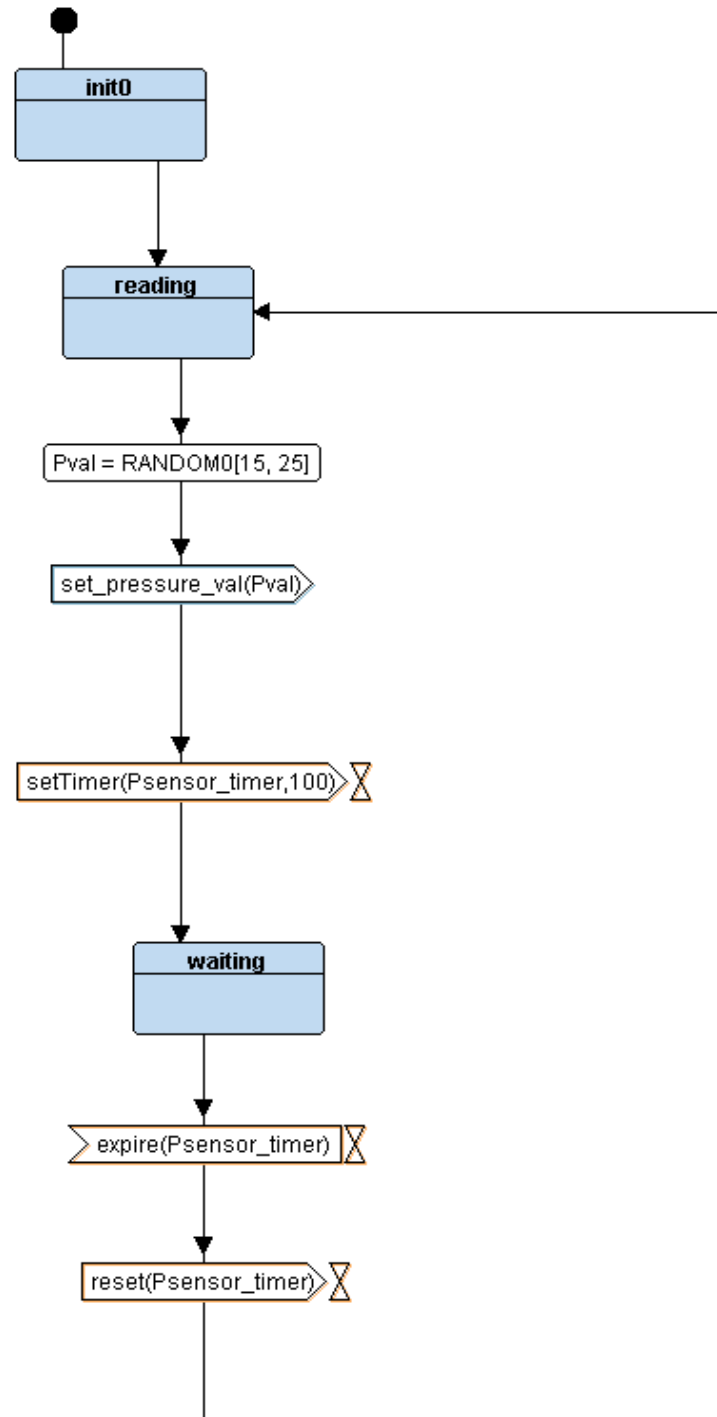 init0
reading
Pval = RANDOM0[15, 25]
set_pressure_val(Pval)
setTimer(Psensor_timer,100)
waiting
expire(Psensor_timer)
reset(Psensor_timer)